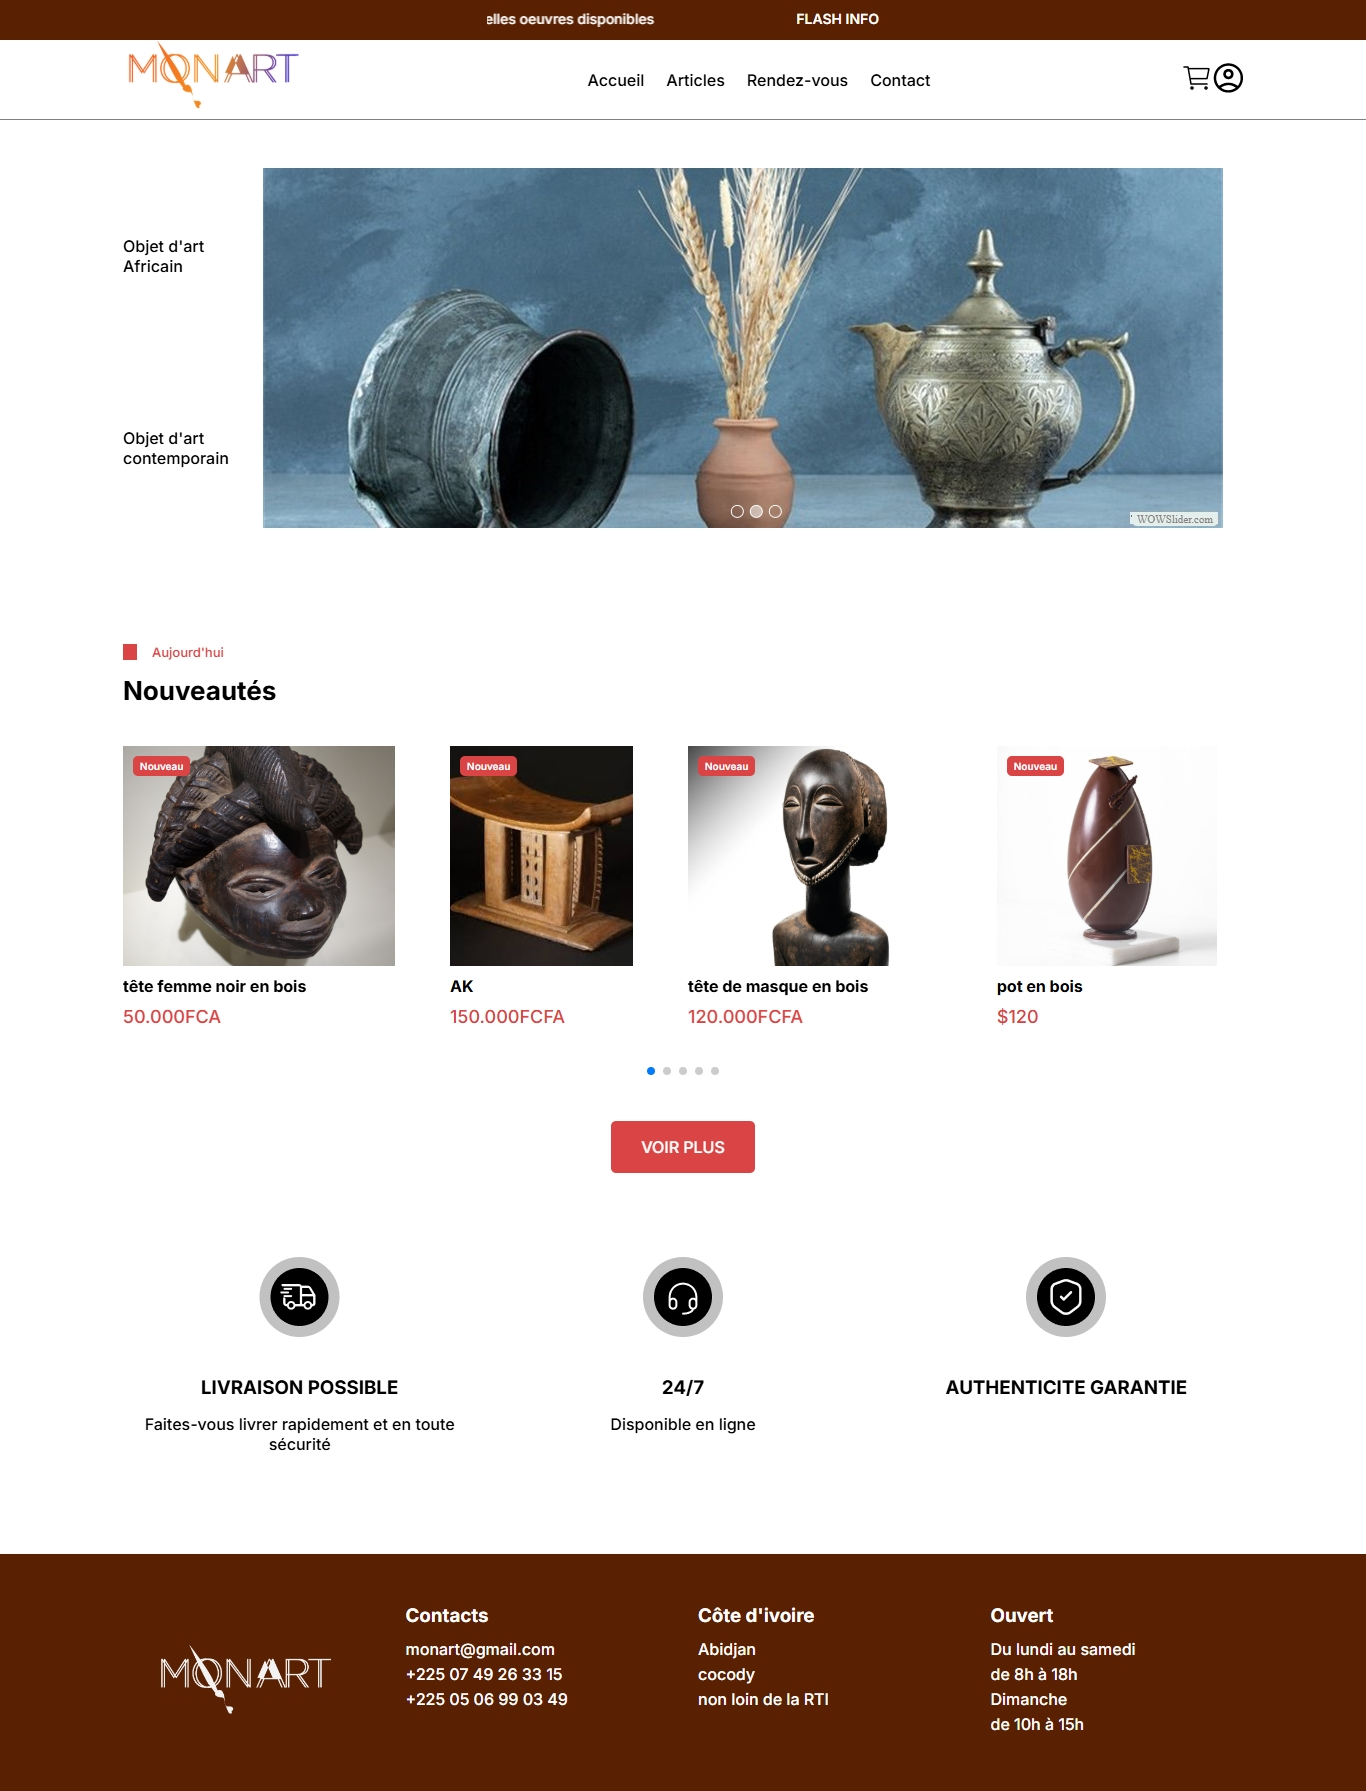 elles oeuvres disponibles
FLASH INFO
MONART
Accueil
Articles
Rendez-vous
Contact
Objet d'art
Africain
Objet d'art
contemporain
WOWSlider.com
Aujourd'hui
Nouveautés
Nouveau
Nouveau
Nouveau
Nouveau
tête femme noir en bois
50.000FCA
AK
150.000FCFA
tête de masque en bois
120.000FCFA
pot en bois
$120
VOIR PLUS
LIVRAISON POSSIBLE
Faites-vous livrer rapidement et en toute
sécurité
24/7
Disponible en ligne
AUTHENTICITE GARANTIE
MONART
Contacts
monart@gmail.com
+225 07 49 26 33 15
+225 05 06 99 03 49
Côte d'ivoire
Abidjan
cocody
non loin de la RTI
Ouvert
Du lundi au samedi
de 8h à 18h
Dimanche
de 10h à 15h